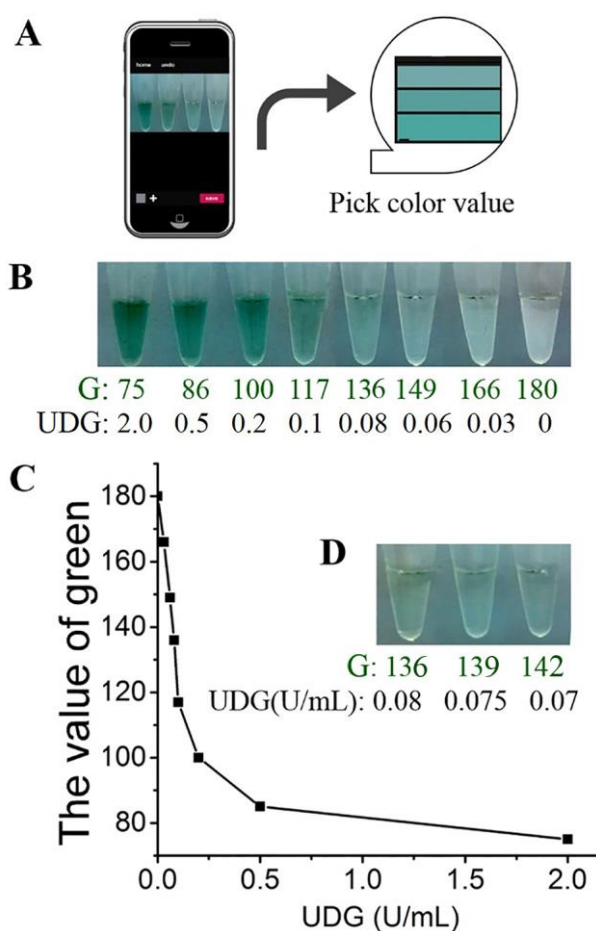 A
home undo
save
Pick color value
B
G: 75 86 100 117 136 149 166 180
UDG: 2.0 0.5 0.2 0.1 0.08 0.06 0.03 0
C
The value of green
180
160
140
120
100
80
0.0 0.5 1.0 1.5 2.0
UDG (U/mL)
D
G: 136 139 142
UDG(U/mL): 0.08 0.075 0.07